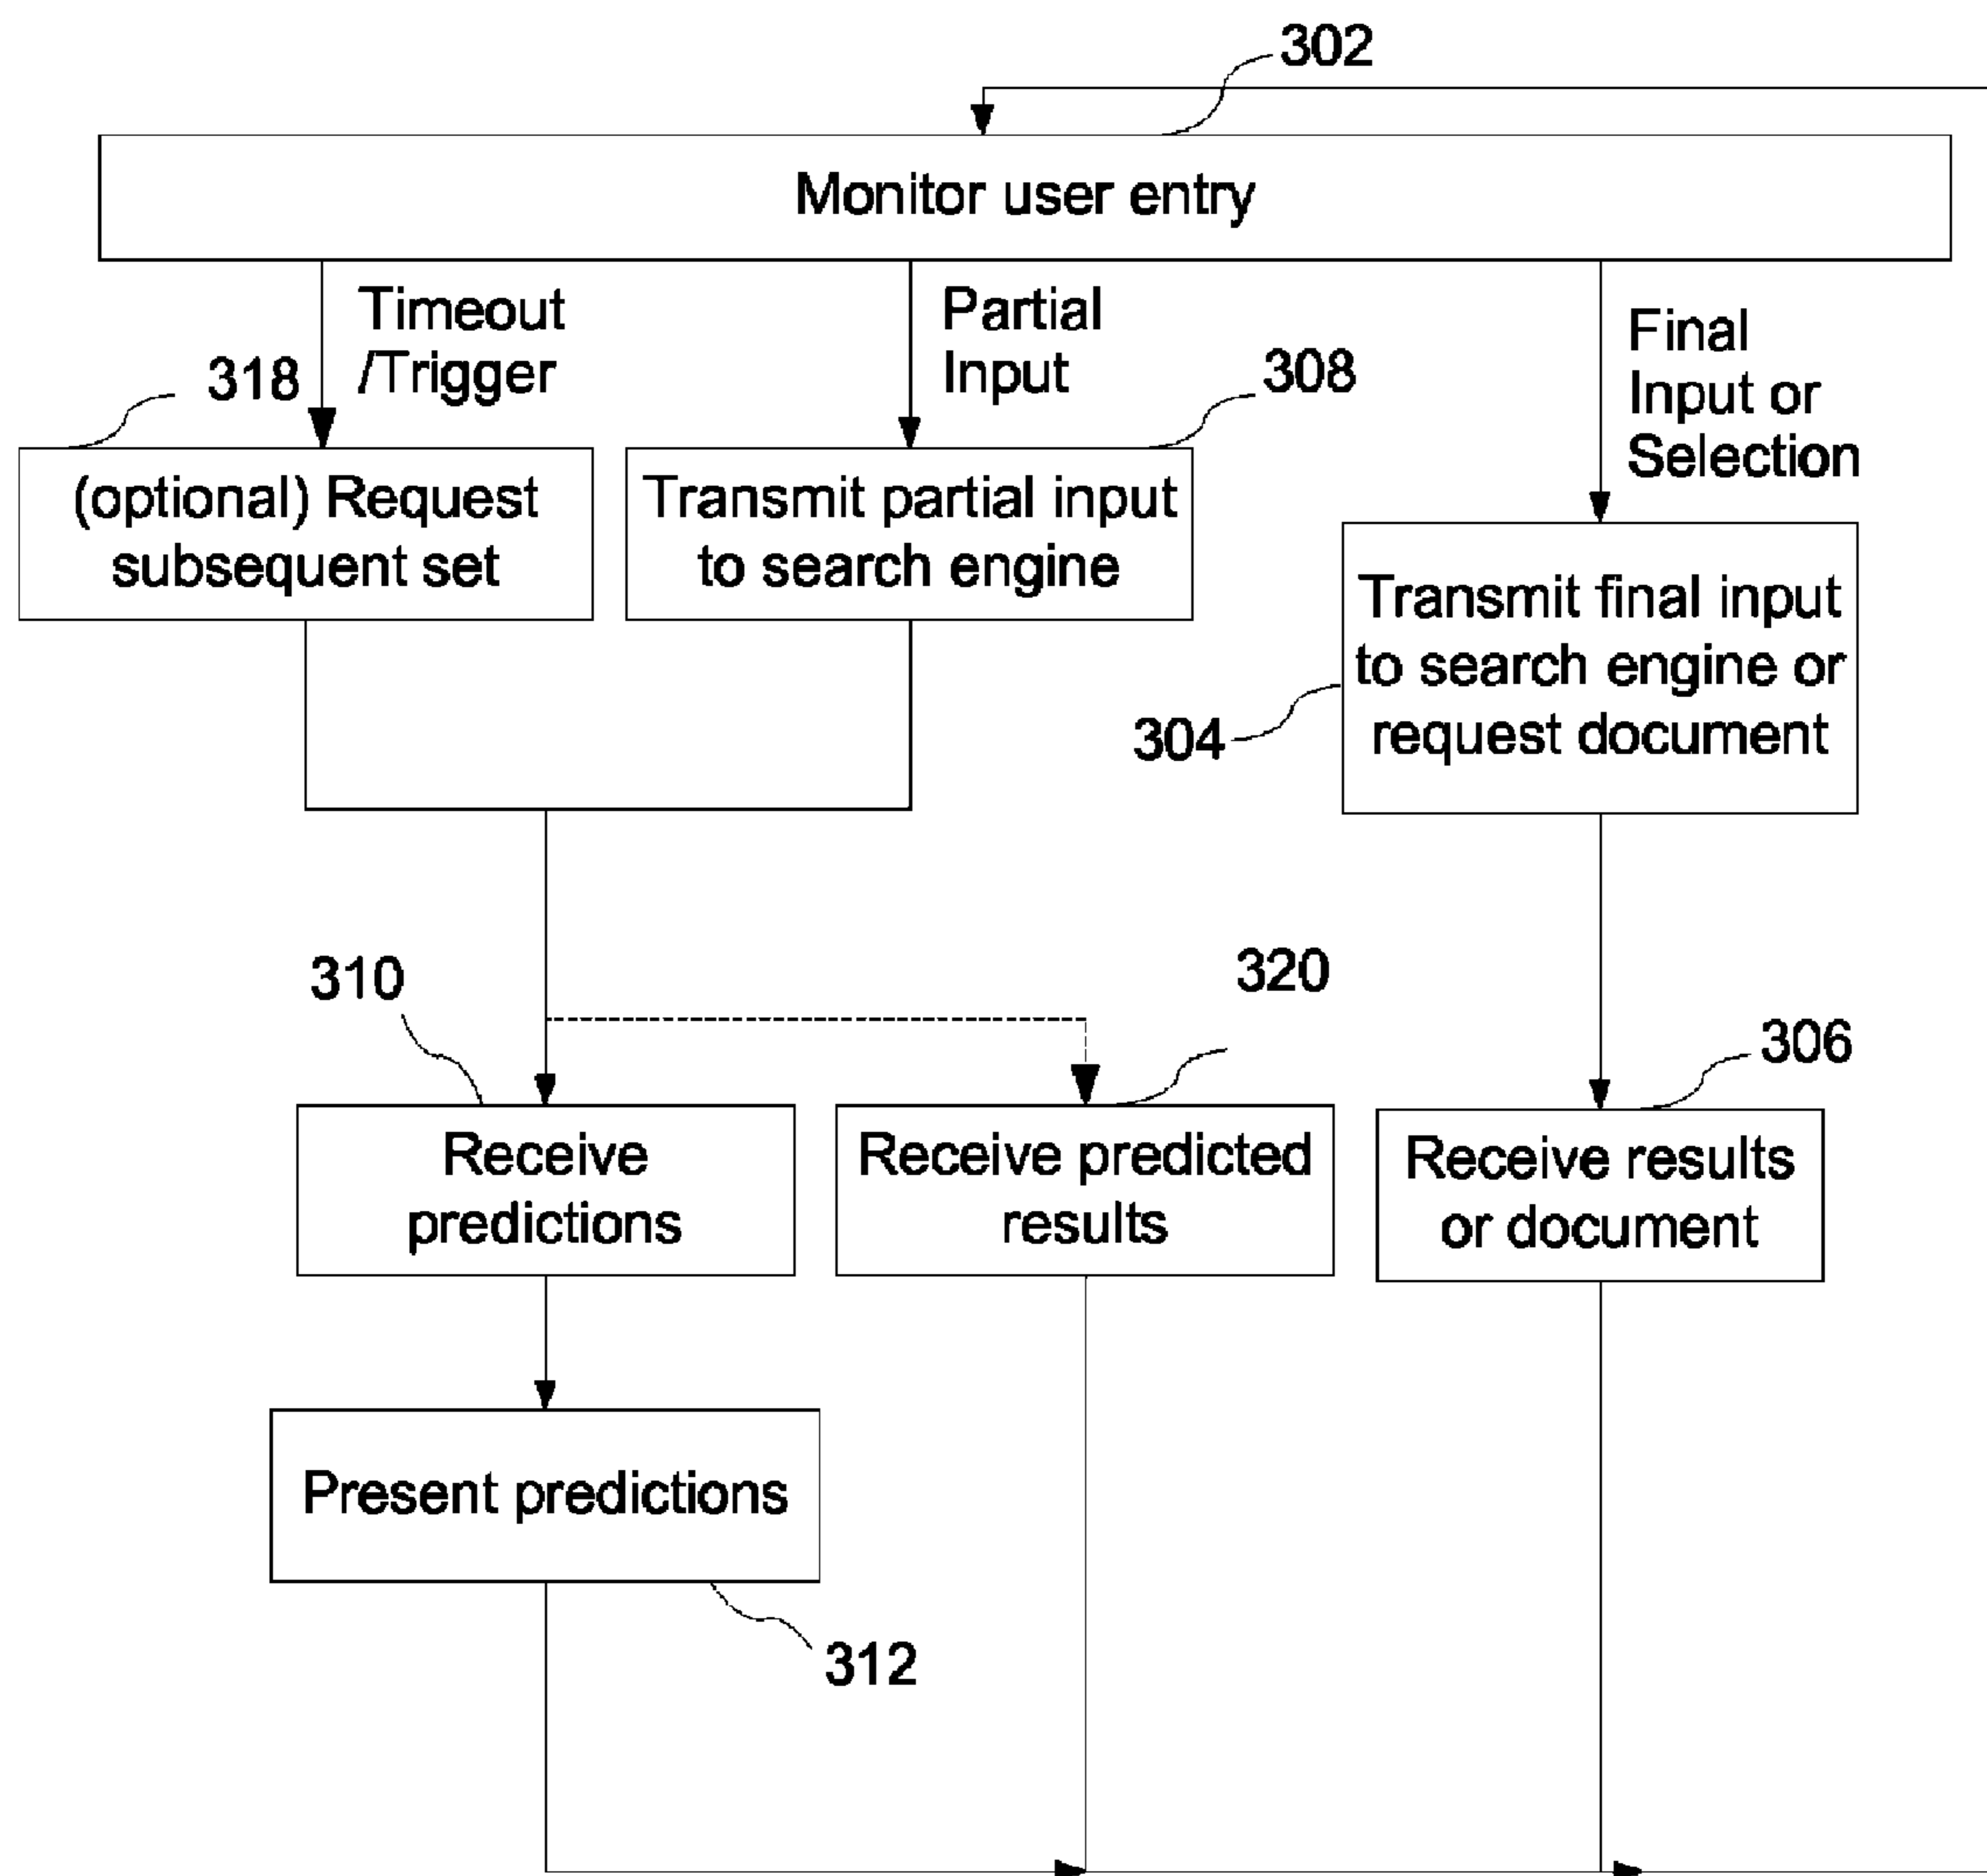 302
Monitor user entry
Timeout
/Trigger
Partial
Input
Final
Input or
Selection
318
308
(optional) Request
subsequent set
Transmit partial input
to search engine
Transmit final input
to search engine or
request document
304
310
320
306
Receive
predictions
Receive predicted
results
Receive results
or document
Present predictions
312